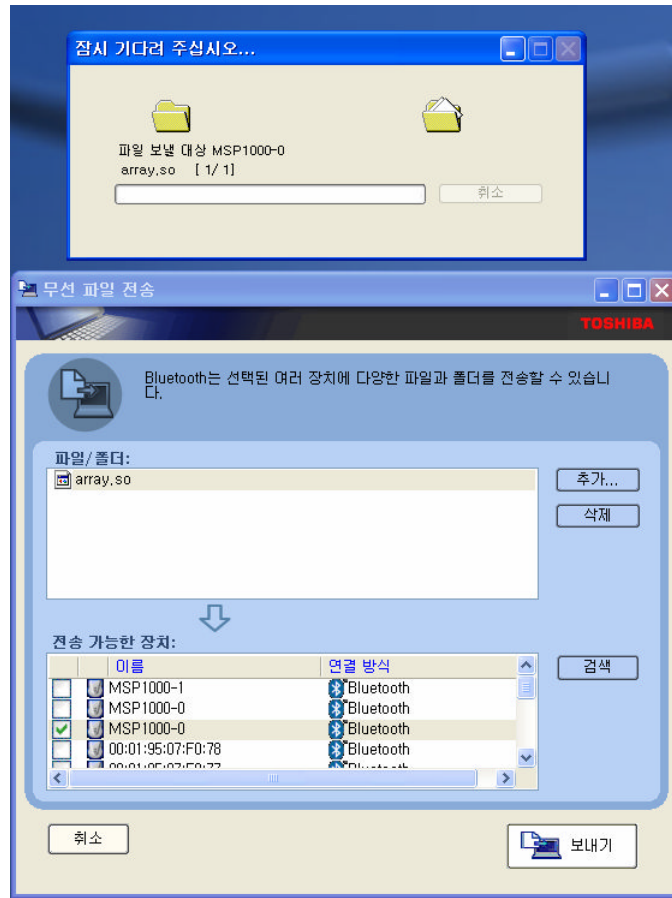 잠시 기다려 주십시오...
파일 보낼 대상 MSP1000-0
array,so [ 1/ 1]
취소
무선 파일 전송
TOSHIBA
Bluetooth는 선택된 여러 장치에 다양한 파일과 폴더를 전송할 수 있습니
다.
파일/폴더:
array,so
추가...
삭제
전송 가능한 장치:
이름 연결 방식
검색
MSP1000-1 Bluetooth
MSP1000-0 Bluetooth
MSP1000-0 Bluetooth
00:01:95:07:F0:78 Bluetooth
취소
보내기